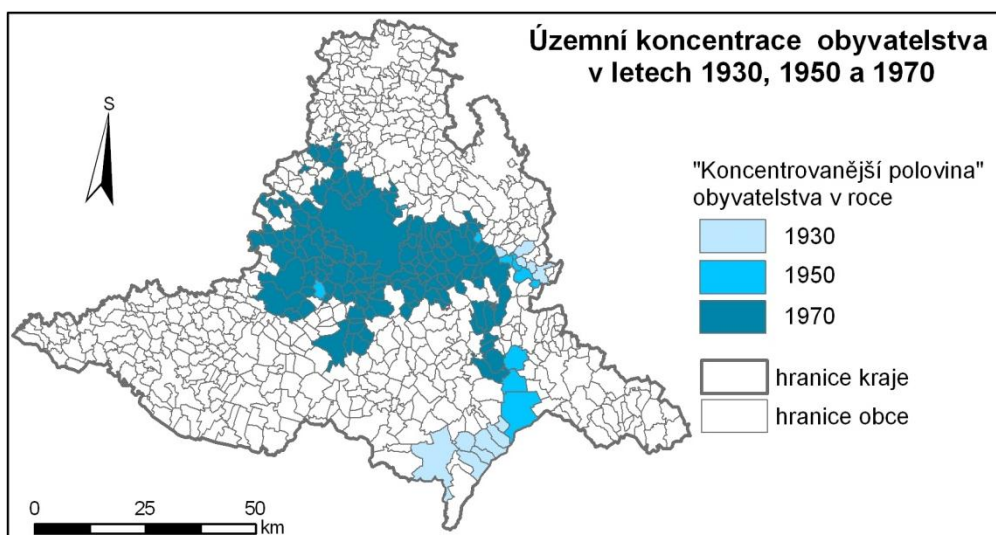 Územní koncentrace obyvatelstva
v letech 1930, 1950 a 1970
S
"Koncentrovanější polovina"
obyvatelstva v roce
1930
1950
1970
hranice kraje
hranice obce
0 25 50
km